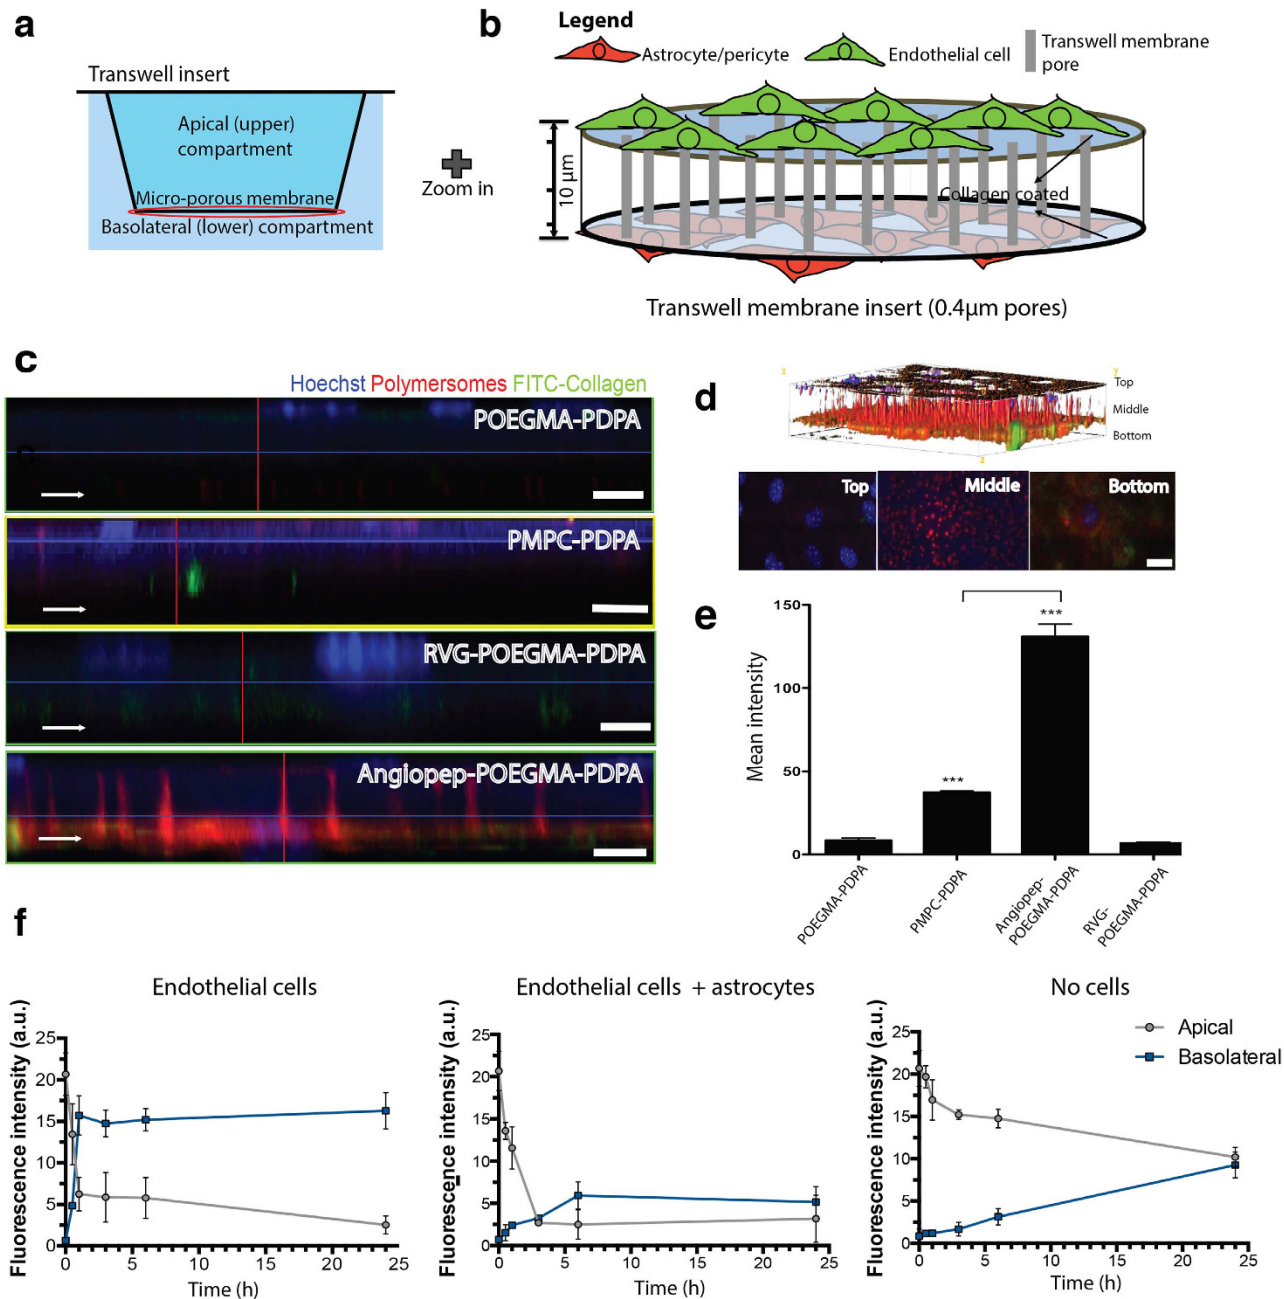 a
Transwell insert
Apical (upper)
compartment
Micro-porous membrane
Basolateral (lower) compartment
Zoom in
b
Legend
Astrocyte/pericyte
Endothelial cell
Transwell membrane
pore
10 µm
Collagen coated
Transwell membrane insert (0.4µm pores)
c
Hoechst Polymersomes FITC-Collagen
POEGMA-PDPA
c
PMPC-PDPA
RVG-POEGMA-PDPA
Angiopep-POEGMA-PDPA
d
x
y
z
Top
Middle
Bottom
Top
Middle
Bottom
e
Mean intensity
150
100
50
0
***
***
POEGMA-PDPA
PMPC-PDPA
Angiopep-
POEGMA-PDPA
RVG-
POEGMA-PDPA
f
Endothelial cells
Fluorescence intensity (a.u.)
25
20
15
10
5
0
0 5 10 15 20 25
Time (h)
Endothelial cells + astrocytes
Fluorescence intensity (a.u.)
25
20
15
10
5
0
0 5 10 15 20 25
Time (h)
No cells
Fluorescence intensity (a.u.)
25
20
15
10
5
0
0 5 10 15 20 25
Time (h)
Apical
Basolateral